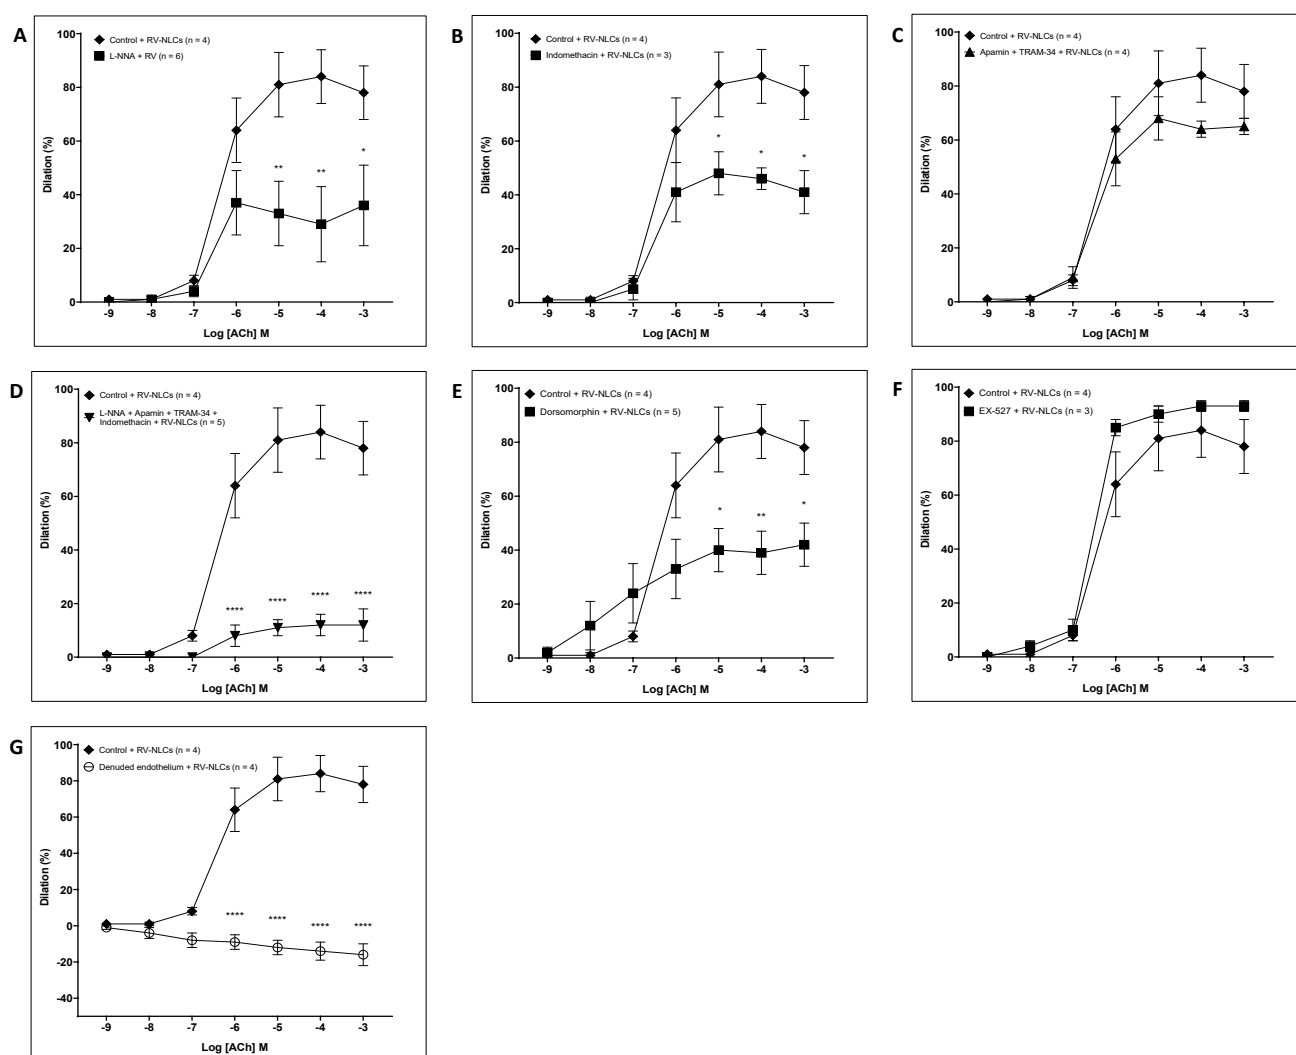 A
Control + RV-NLCs (n = 4)
L-NNA + RV (n = 6)
Dilation (%)
100
80
60
40
20
0
** ** *
-9 -8 -7 -6 -5 -4 -3
Log [ACh] M
B
Control + RV-NLCs (n = 4)
Indomethacin + RV-NLCs (n = 3)
Dilation (%)
100
80
60
40
20
0
* * *
-9 -8 -7 -6 -5 -4 -3
Log [ACh] M
C
Control + RV-NLCs (n = 4)
Apamin + TRAM-34 + RV-NLCs (n = 4)
Dilation (%)
100
80
60
40
20
0
-9 -8 -7 -6 -5 -4 -3
Log [ACh] M
D
Control + RV-NLCs (n = 4)
L-NNA + Apamin + TRAM-34 +
Indomethacin + RV-NLCs (n = 5)
Dilation (%)
100
80
60
40
20
0
**** **** **** ****
-9 -8 -7 -6 -5 -4 -3
Log [ACh] M
E
Control + RV-NLCs (n = 4)
Dorsomorphin + RV-NLCs (n = 5)
Dilation (%)
100
80
60
40
20
0
* ** *
-9 -8 -7 -6 -5 -4 -3
Log [ACh] M
F
Control + RV-NLCs (n = 4)
EX-527 + RV-NLCs (n = 3)
Dilation (%)
100
80
60
40
20
0
-9 -8 -7 -6 -5 -4 -3
Log [ACh] M
G
Control + RV-NLCs (n = 4)
Denuded endothelium + RV-NLCs (n = 4)
Dilation (%)
100
80
60
40
20
0
-20
-40
**** **** **** ****
-9 -8 -7 -6 -5 -4 -3
Log [ACh] M